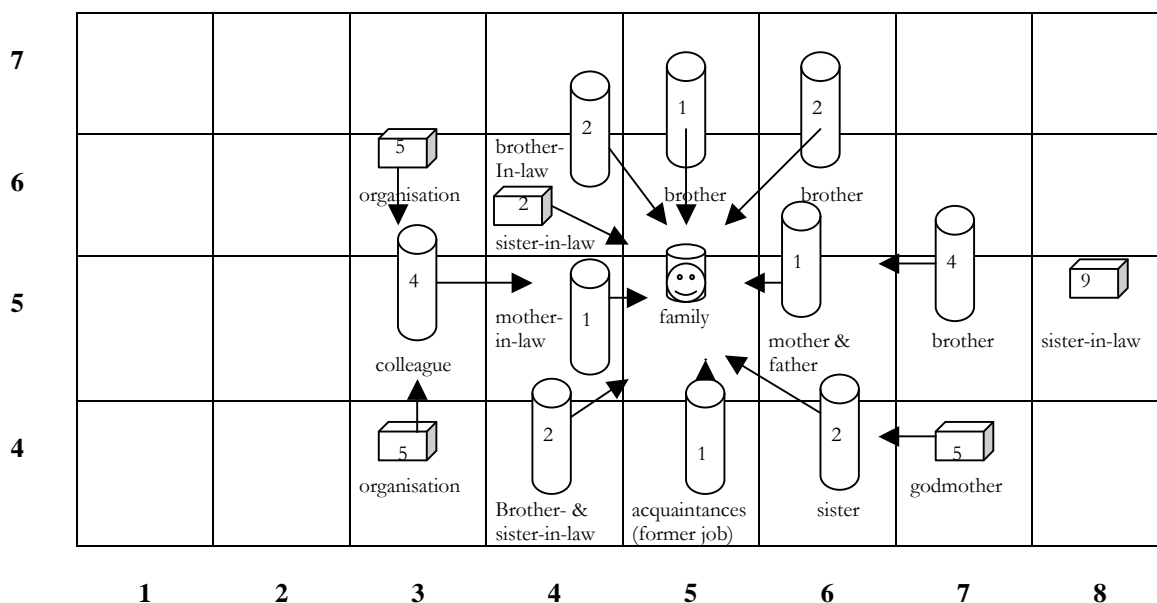 7
1
2
2
5
brother-
In-law
6
organisation
brother
brother
2
sister-in-law
1
4
4
9
5
mother-
in-law
1
family
mother &
father
brother
sister-in-law
colleague
2
1
2
5
4
5
organisation
godmother
Brother- &
sister-in-law
acquaintances
(former job)
sister
1 2 3 4 5 6 7 8